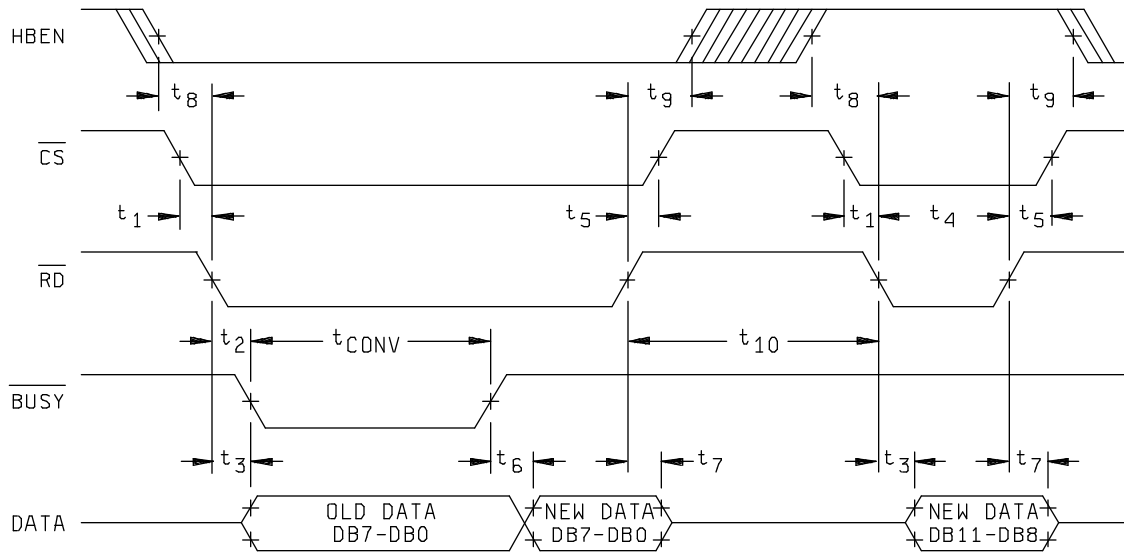 HBEN
t8 t9 t8 t9
CS
t1 t5 t1 t4 t5
RD
t2 tCONV t10
BUSY
t3 t6 t7 t3 t7
DATA
OLD DATA
DB7-DB0
NEW DATA
DB7-DB0
NEW DATA
DB11-DB8